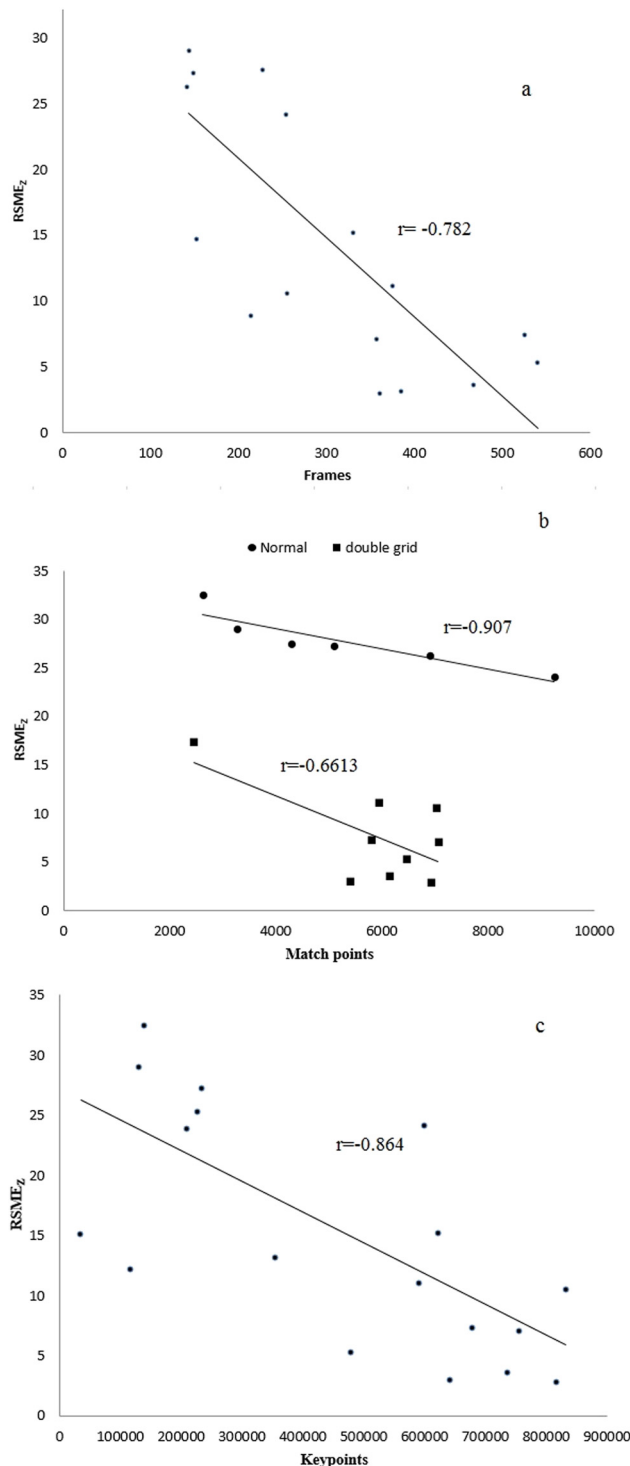 a
30
25
20
15
10
5
0
RSMEz
r= -0.782
0 100 200 300 400 500 600
Frames
b
Normal double grid
35
30
25
20
15
10
5
0
RSMEz
r=-0.907
r=-0.6613
0 2000 4000 6000 8000 10000
Match points
c
35
30
25
20
15
10
5
0
RSMEz
r=-0.864
0 100000 200000 300000 400000 500000 600000 700000 800000 900000
Keypoints